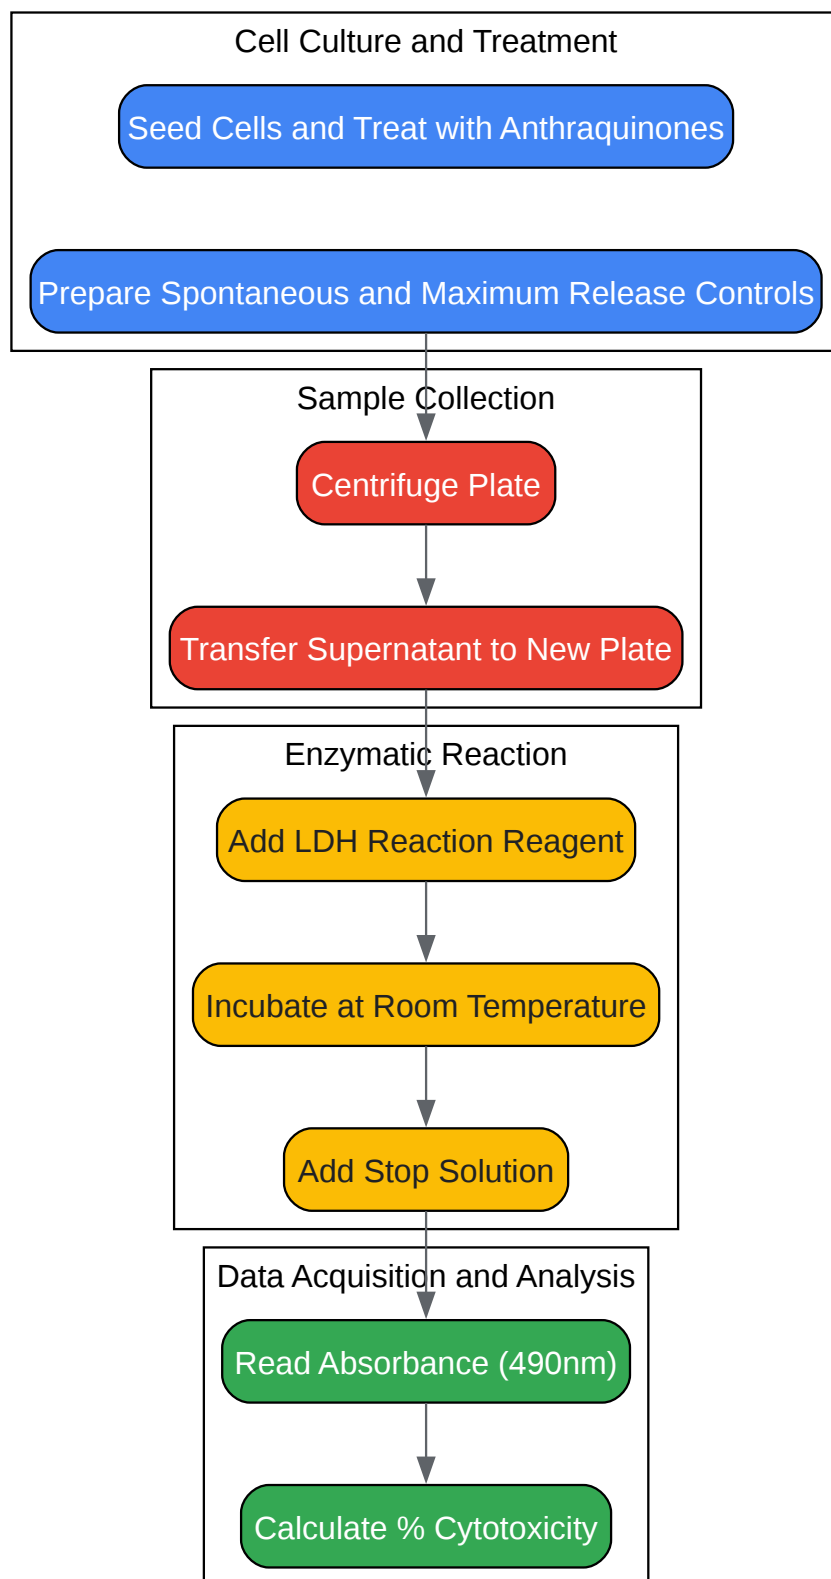 Cell Culture and Treatment
Seed Cells and Treat with Anthraquinones
Prepare Spontaneous and Maximum Release Controls
Sample Collection
Centrifuge Plate
Transfer Supernatant to New Plate
Enzymatic Reaction
Add LDH Reaction Reagent
Incubate at Room Temperature
Add Stop Solution
Data Acquisition and Analysis
Read Absorbance (490nm)
Calculate % Cytotoxicity